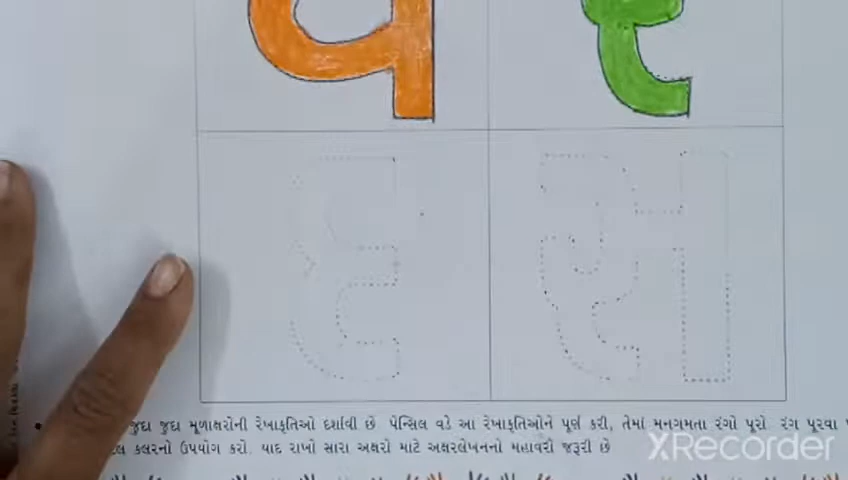 વ ટ
ઘ સ
જુદા જુદા મૂળાક્ષરોની રેખાકૃતિઓ દર્શાવી છે. પેન્સિલ વડે આ રેખાકૃતિઓને પૂર્ણ કરી, તેમાં મનગમતા રંગો પૂરો. રંગ પૂરવા
કલરનો ઉપયોગ કરો. યાદ રાખો સારા અક્ષરો માટે અક્ષરલેખનનો મહાવરો જરૂરી છે
XRecorder